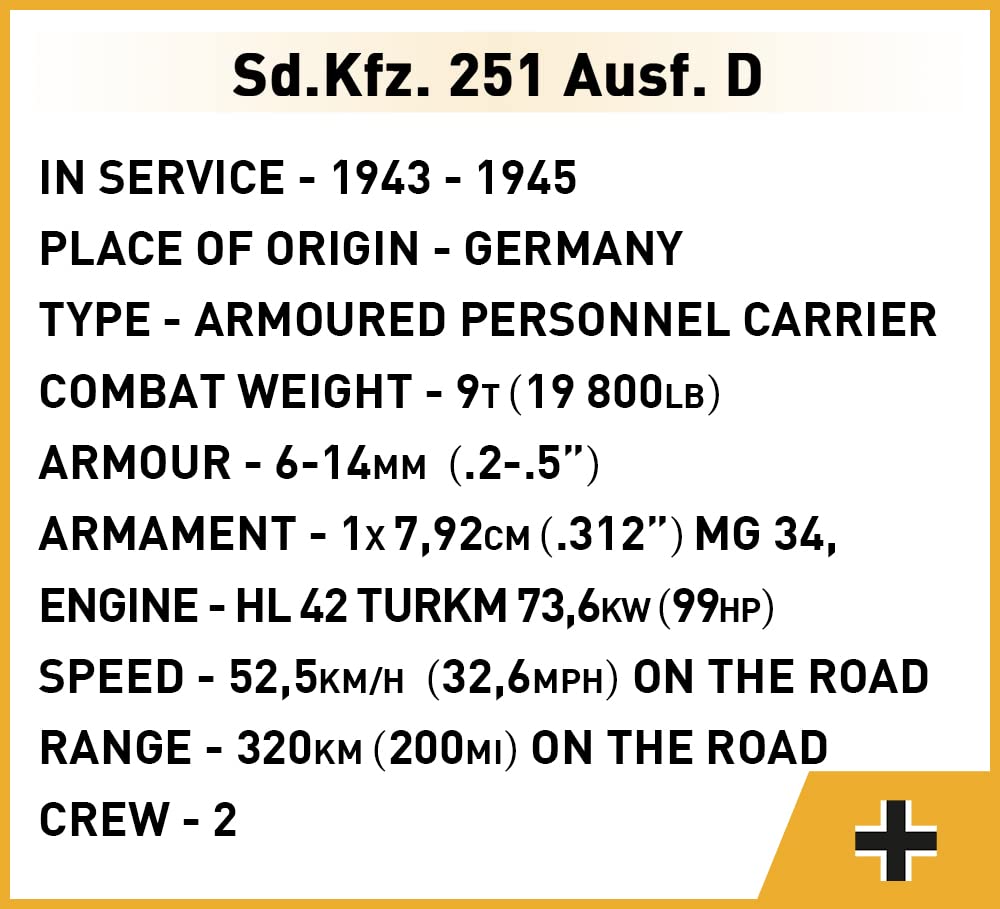 Sd.Kfz. 251 Ausf. D
IN SERVICE - 1943 - 1945
PLACE OF ORIGIN - GERMANY
TYPE - ARMOURED PERSONNEL CARRIER
COMBAT WEIGHT - 9T (19 800LB)
ARMOUR - 6-14MM (.2-.5”)
ARMAMENT - 1X 7,92CM (.312”) MG 34,
ENGINE - HL 42 TURKM 73,6KW (99HP)
SPEED - 52,5KM/H (32,6MPH) ON THE ROAD
RANGE - 320KM (200MI) ON THE ROAD
CREW - 2